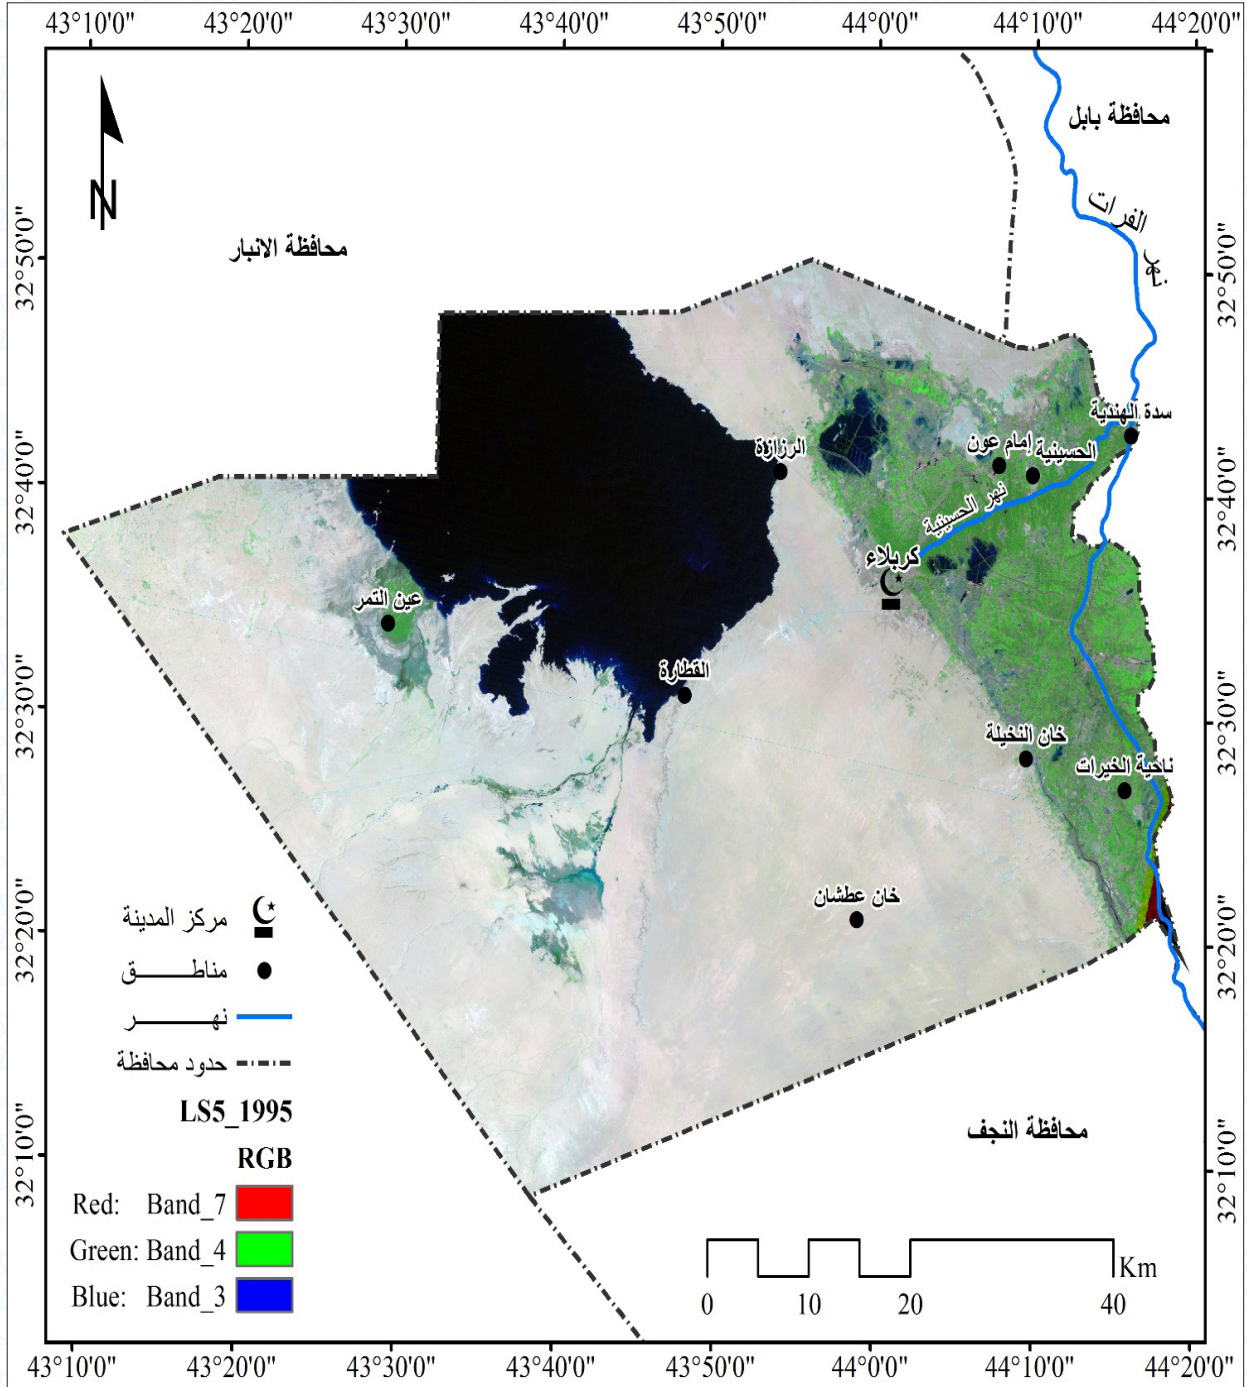 43°10'0" 43°20'0" 43°30'0" 43°40'0" 43°50'0" 44°0'0" 44°10'0" 44°20'0"
محافظة بابل
نهر الفرات
محافظة الانبار
32°50'0" 32°50'0"
سدة الهندية
الرزازة
إمام عون
الحسينية
32°40'0" 32°40'0"
نهر الحسينية
كربلاء
عين التمر
القطارة
32°30'0" 32°30'0"
خان النخيلة
ناحية الخيرات
خان عطشان
32°20'0" 32°20'0"
32°10'0" 32°10'0"
محافظة النجف
N
مركز المدينة
مناطـــــــق
نهـــــــــر
حدود محافظة
LS5_1995
RGB
Red: Band_7
Green: Band_4
Blue: Band_3
Km
0 10 20 40
43°10'0" 43°20'0" 43°30'0" 43°40'0" 43°50'0" 44°0'0" 44°10'0" 44°20'0"